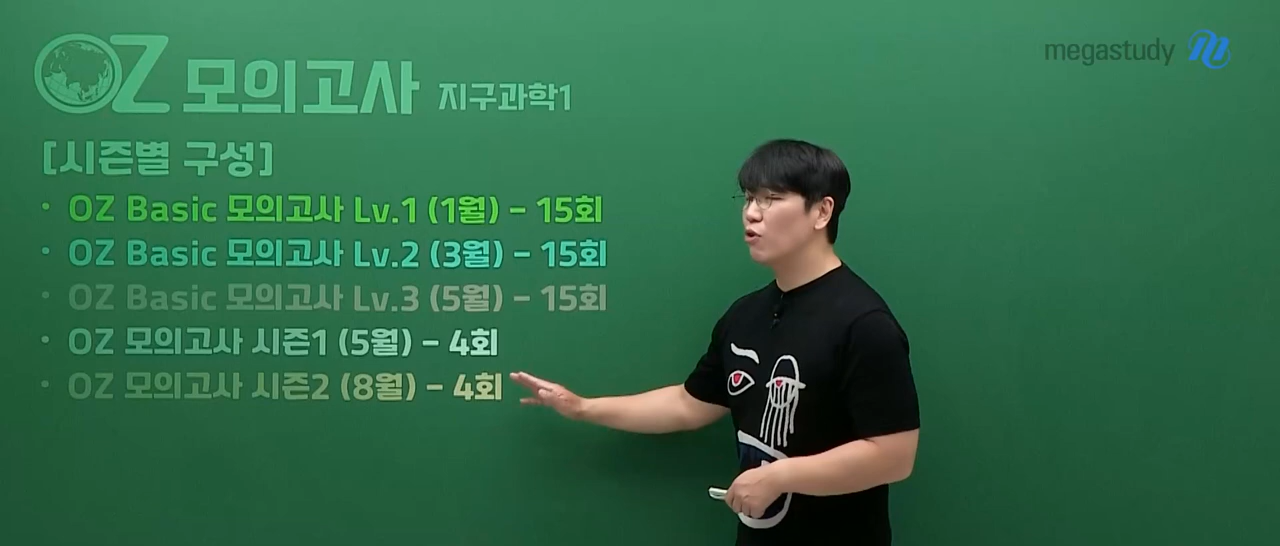 OZ 모의고사 지구과학1
megastudy
[시즌별 구성]
• OZ Basic 모의고사 Lv.1 (1월) – 15회
• OZ Basic 모의고사 Lv.2 (3월) – 15회
• OZ Basic 모의고사 Lv.3 (5월) – 15회
• OZ 모의고사 시즌1 (5월) – 4회
• OZ 모의고사 시즌2 (8월) – 4회